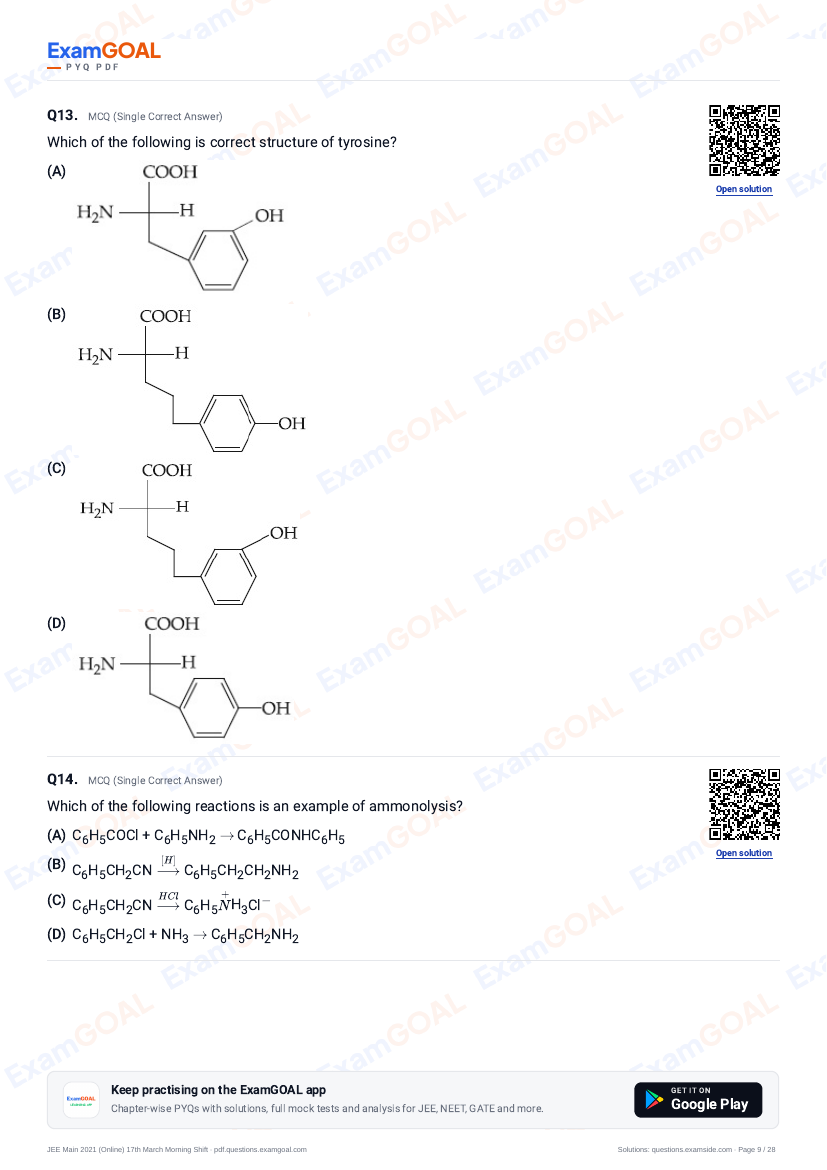 ExamGOAL
PYQ PDF
Q13. MCQ (Single Correct Answer)
Which of the following is correct structure of tyrosine?
Open solution
(A)
COOH
H₂N
H
OH
(B)
COOH
H₂N
H
OH
(C)
COOH
H₂N
H
OH
(D)
COOH
H₂N
H
OH
Q14. MCQ (Single Correct Answer)
Which of the following reactions is an example of ammonolysis?
Open solution
(A) C₆H₅COCl + C₆H₅NH₂ → C₆H₅CONHC₆H₅
(B) C₆H₅CH₂CN —[H]→ C₆H₅CH₂CH₂NH₂
(C) C₆H₅CH₂CN —HCl→ C₆H₅N⁺H₃Cl⁻
(D) C₆H₅CH₂Cl + NH₃ → C₆H₅CH₂NH₂
ExamGOAL
Keep practising on the ExamGOAL app
Chapter-wise PYQs with solutions, full mock tests and analysis for JEE, NEET, GATE and more.
GET IT ON
Google Play
JEE Main 2021 (Online) 17th March Morning Shift · pdf.questions.examgoal.com
Solutions: questions.examside.com · Page 9 / 28